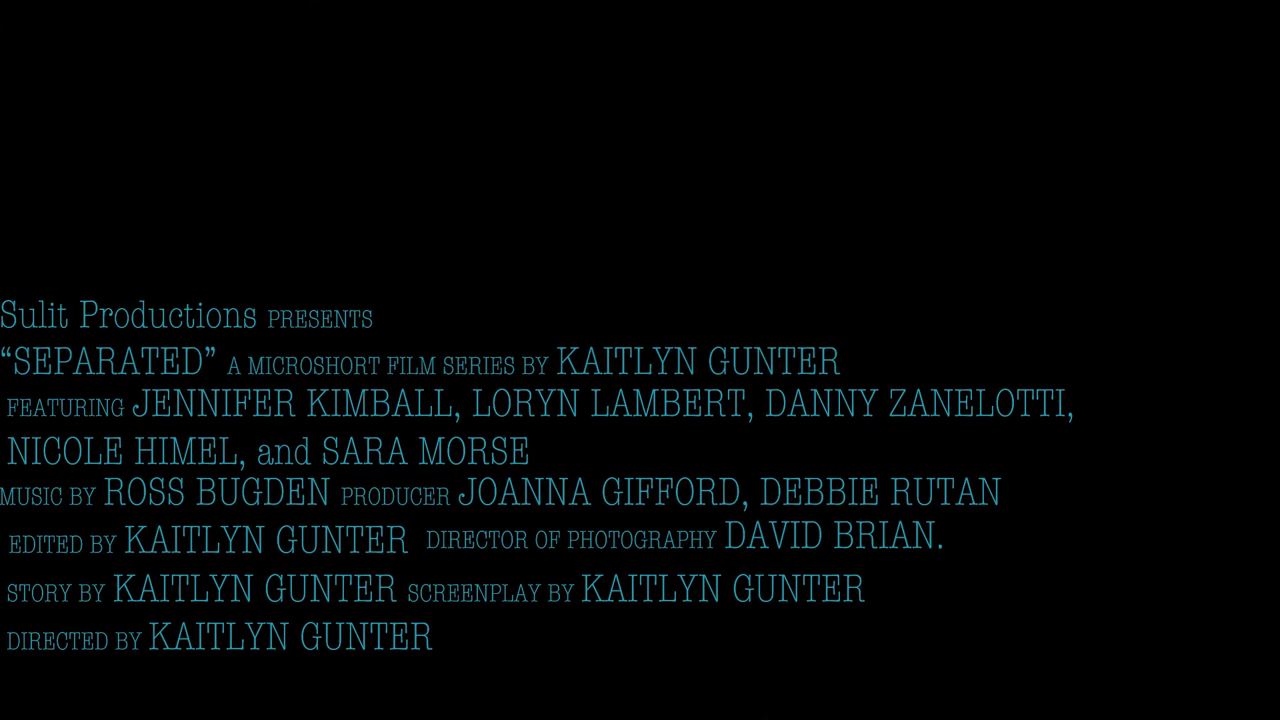 Sulit Productions PRESENTS
“SEPARATED” A MICROSHORT FILM SERIES BY KAITLYN GUNTER
FEATURING JENNIFER KIMBALL, LORYN LAMBERT, DANNY ZANELOTTI,
NICOLE HIMEL, and SARA MORSE
MUSIC BY ROSS BUGDEN PRODUCER JOANNA GIFFORD, DEBBIE RUTAN
EDITED BY KAITLYN GUNTER DIRECTOR OF PHOTOGRAPHY DAVID BRIAN.
STORY BY KAITLYN GUNTER SCREENPLAY BY KAITLYN GUNTER
DIRECTED BY KAITLYN GUNTER